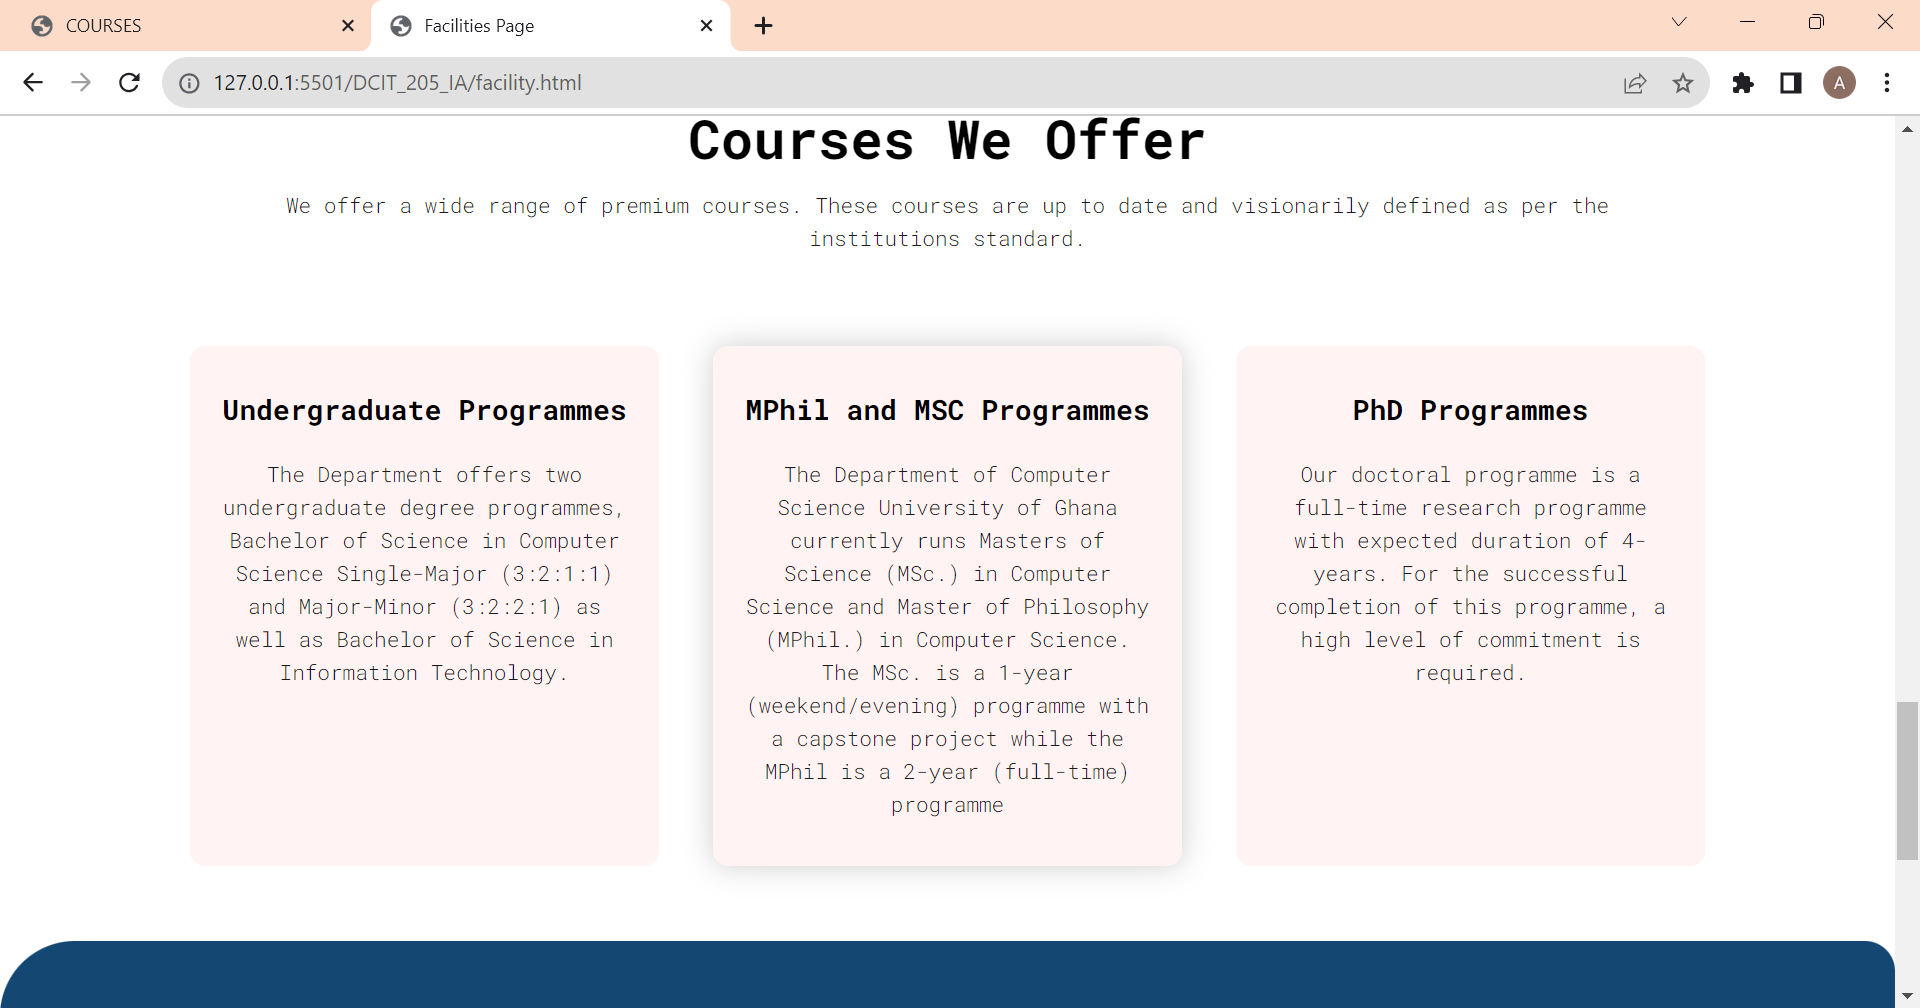 COURSES
Facilities Page
127.0.0.1:5501/DCIT_205_IA/facility.html
A
Courses We Offer
We offer a wide range of premium courses. These courses are up to date and visionarily defined as per the
institutions standard.
Undergraduate Programmes
The Department offers two
undergraduate degree programmes,
Bachelor of Science in Computer
Science Single-Major (3:2:1:1)
and Major-Minor (3:2:2:1) as
well as Bachelor of Science in
Information Technology.
MPhil and MSC Programmes
The Department of Computer
Science University of Ghana
currently runs Masters of
Science (MSc.) in Computer
Science and Master of Philosophy
(MPhil.) in Computer Science.
The MSc. is a 1-year
(weekend/evening) programme with
a capstone project while the
MPhil is a 2-year (full-time)
programme
PhD Programmes
Our doctoral programme is a
full-time research programme
with expected duration of 4-
years. For the successful
completion of this programme, a
high level of commitment is
required.